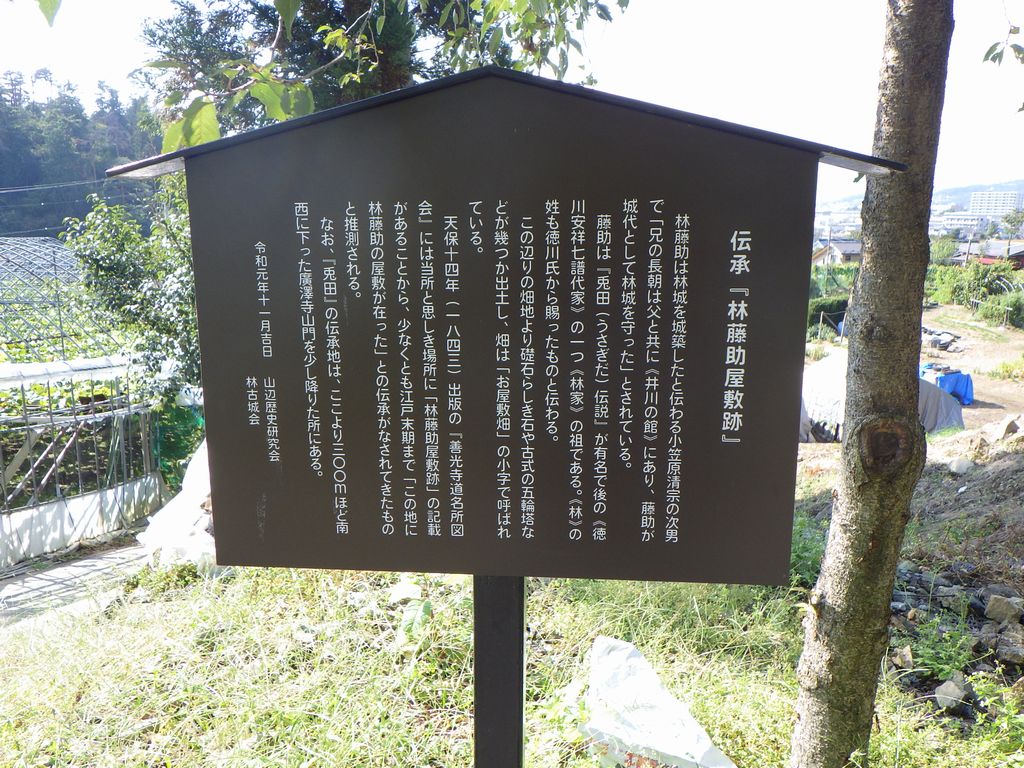 伝承『林藤助屋敷跡』
林藤助は林城を城築したと伝わる小笠原清宗の次男
で「兄の長朝は父と共に《井川の館》にあり、藤助が
城代として林城を守った」とされている。
藤助は『兎田（うさぎだ）伝説』が有名で後の《徳
川安祥七譜代家》の一つ《林家》の祖である。《林》の
姓も徳川氏から賜ったものと伝わる。
この辺りの畑地より礎石らしき石や古式の五輪塔な
どが幾つか出土し、畑は「お屋敷畑」の小字で呼ばれ
ている。
天保十四年（一八四三）出版の『善光寺道名所図
会』には当所と思しき場所に「林藤助屋敷跡」の記載
があることから、少なくとも江戸末期まで「この地に
林藤助の屋敷が在った」との伝承がなされてきたもの
と推測される。
なお、『兎田』の伝承地は、ここより三〇〇mほど南
西に下った廣澤寺山門を少し降りた所にある。
令和元年十一月吉日
山辺歴史研究会
林古城会